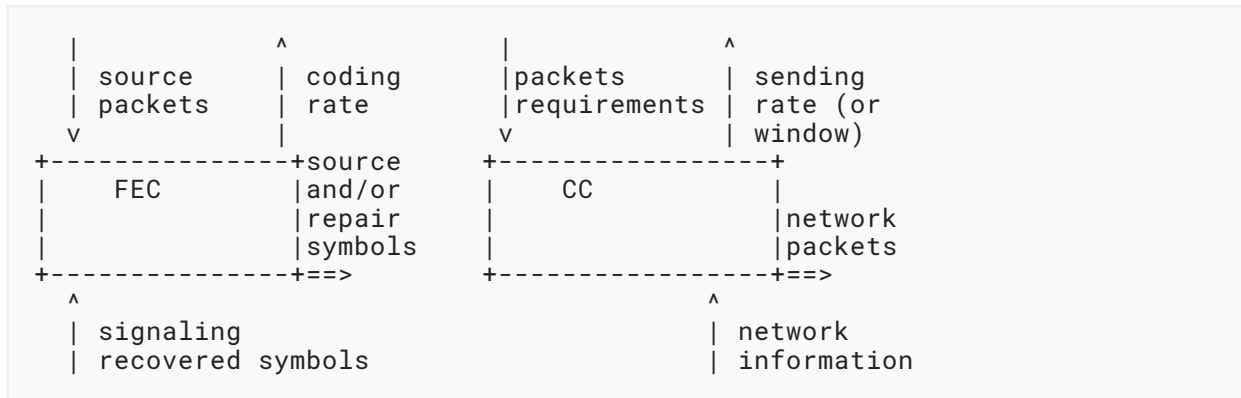 |             ^             |             ^
  | source      | coding      |packets      | sending
  | packets     | rate        |requirements | rate (or
  v             |             v             | window)
+---------------+source     +-----------------+
|    FEC        |and/or     |    CC           |
|               |repair     |                 |network
|               |symbols    |                 |packets
+---------------+==>        +-----------------+==>
  ^                                       ^
  | signaling                             | network
  | recovered symbols                     | information